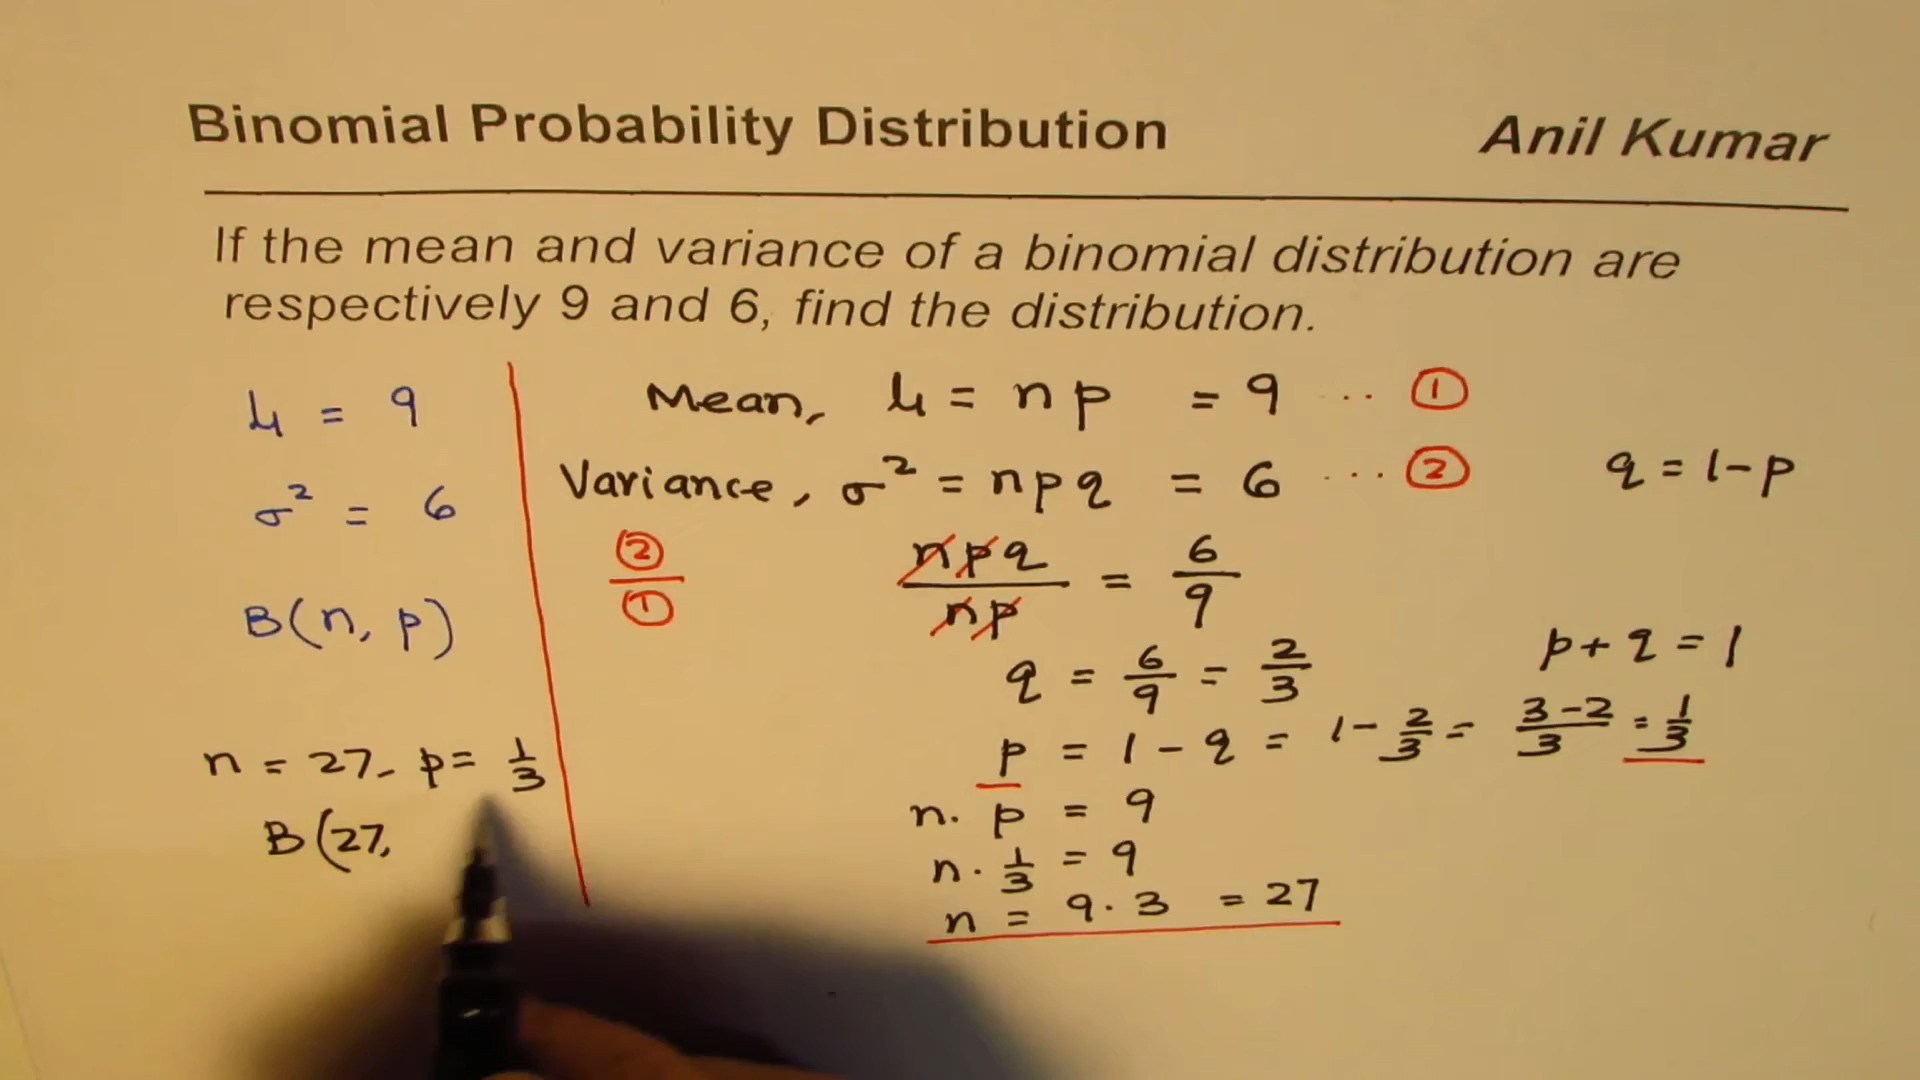 Binomial Probability Distribution Anil Kumar
If the mean and variance of a binomial distribution are
respectively 9 and 6, find the distribution.
μ = 9
σ² = 6
B(n, p)
n = 27, p = 1/3
B(27,
Mean, μ = np = 9 ... ①
Variance, σ² = npq = 6 ... ②
q = 1-p
②/① npq/np = 6/9
q = 6/9 = 2/3
p + q = 1
p = 1 - q = 1 - 2/3 = 3-2/3 = 1/3
n. p = 9
n. 1/3 = 9
n = 9. 3 = 27